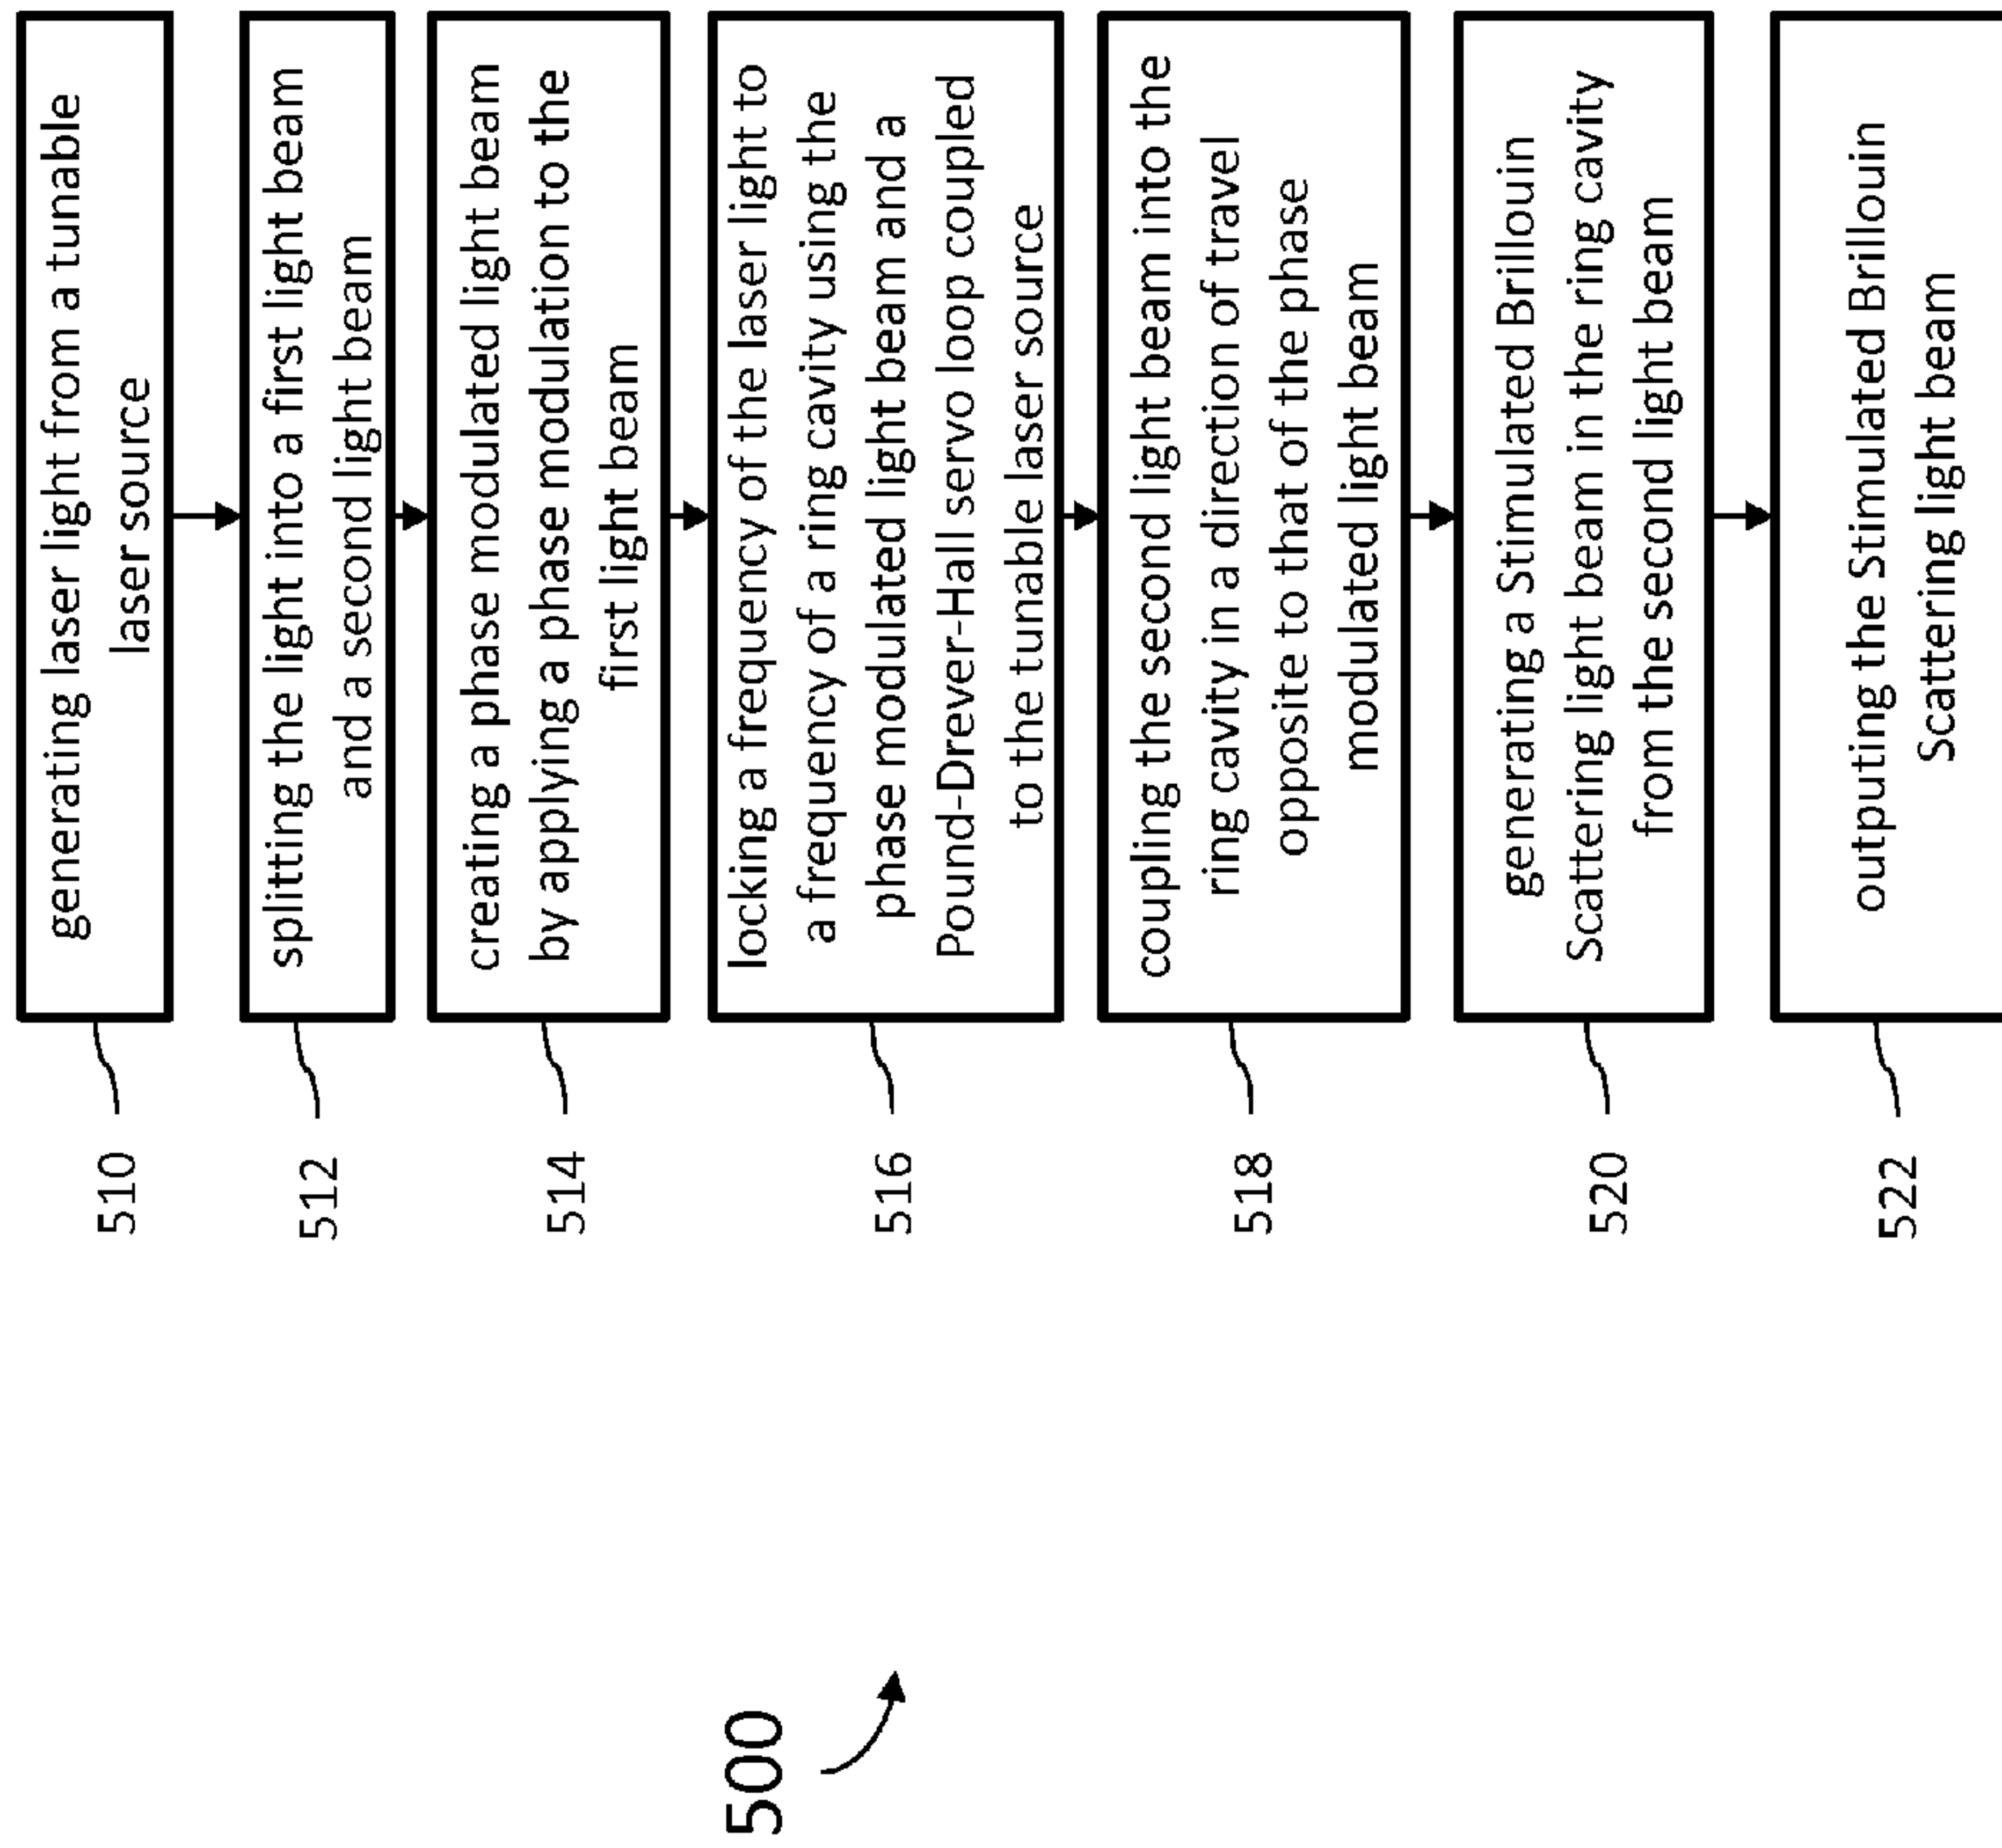 500
510
generating laser light from a tunable
laser source
512
splitting the light into a first light beam
and a second light beam
514
creating a phase modulated light beam
by applying a phase modulation to the
first light beam
516
locking a frequency of the laser light to
a frequency of a ring cavity using the
phase modulated light beam and a
Pound-Drever-Hall servo loop coupled
to the tunable laser source
518
coupling the second light beam into the
ring cavity in a direction of travel
opposite to that of the phase
modulated light beam
520
generating a Stimulated Brillouin
Scattering light beam in the ring cavity
from the second light beam
522
outputing the Stimulated Brillouin
Scattering light beam